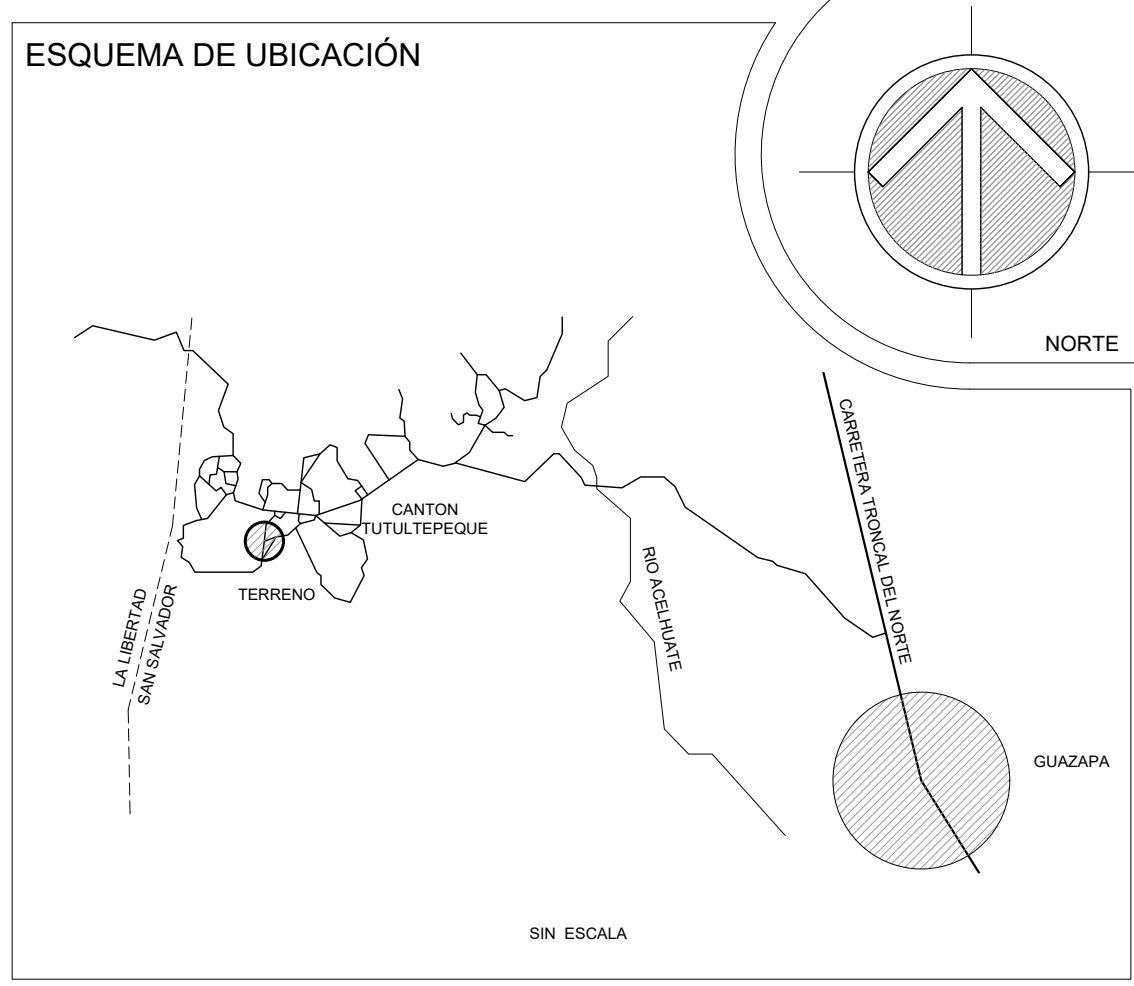 ESQUEMA DE UBICACIÓN
NORTE
CARRETERA TRONCAL DEL NORTE
CANTON
TUTULTEPEQUE
RIO ACELHUATE
TERRENO
LA LIBERTAD
SAN SALVADOR
GUAZAPA
SIN ESCALA